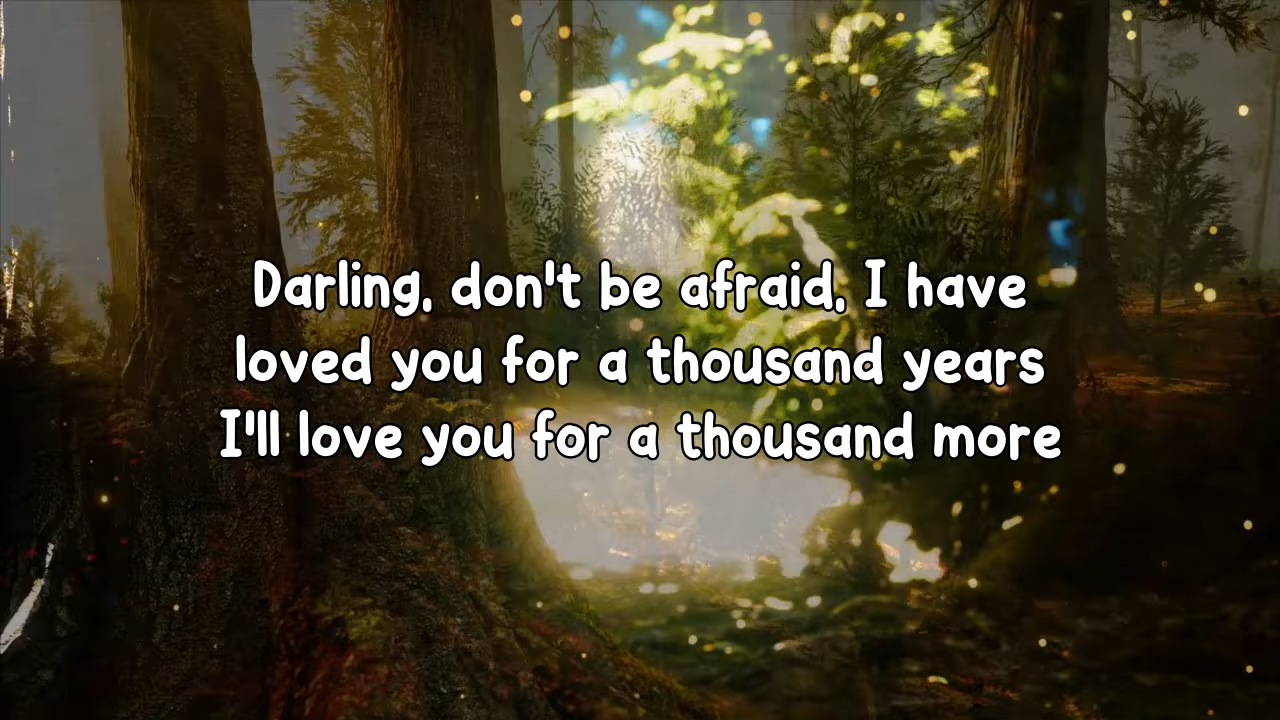 Darling, don't be afraid, I have
loved you for a thousand years
I'll love you for a thousand more